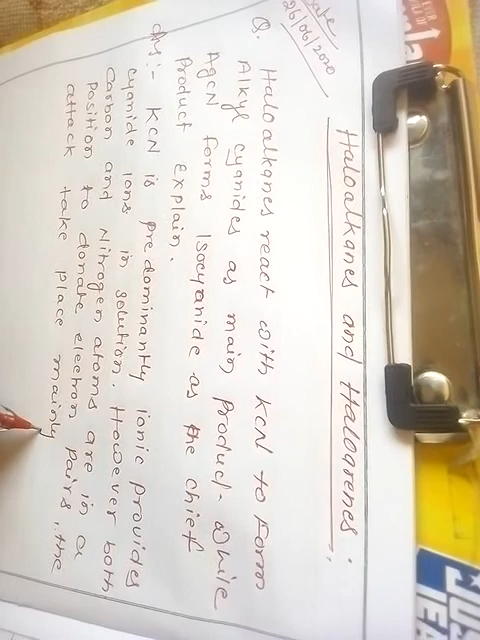 Date
26/06/2020
Haloalkanes and Haloarenes:
Q. Haloalkanes react with KCN to Form
Alkyl cyanides as main product. While
AgCN forms Isocyanide as the chief
Product Explain.
Ans:- KCN is predominantly ionic provides
cyanide ions in solution. However both
Carbon and Nitrogen atoms are in a
Position to donate electron pairs, the
attack take place mainly